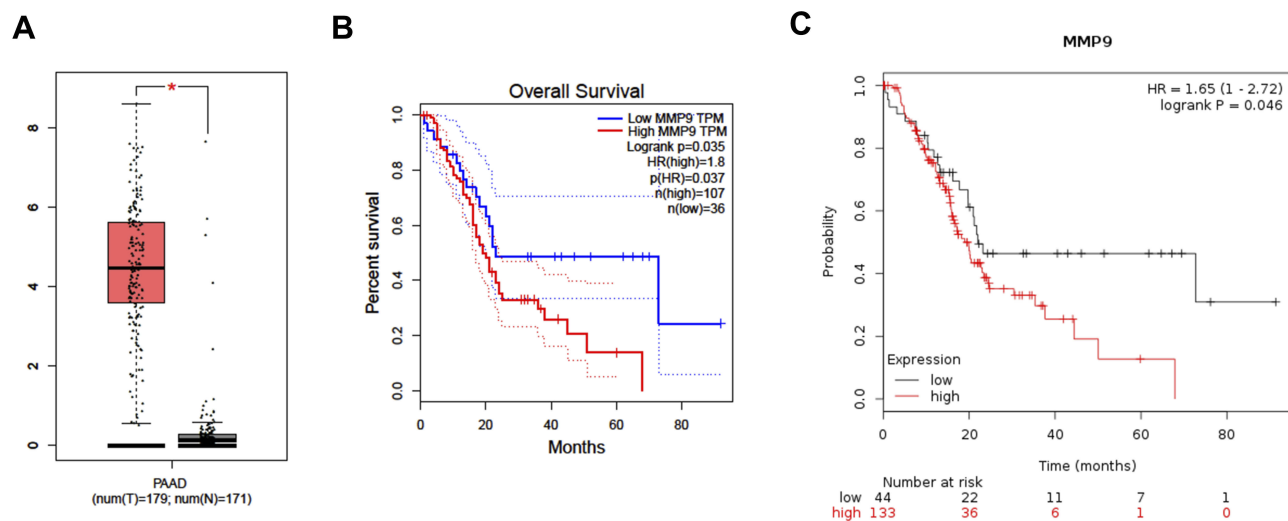 A
8
6
4
2
0
*
PAAD
(num(T)=179; num(N)=171)
B
Overall Survival
Low MMP9 TPM
High MMP9 TPM
Logrank p=0.035
HR(high)=1.8
p(HR)=0.037
n(high)=107
n(low)=36
Percent survival
1.0
0.8
0.6
0.4
0.2
0.0
0 20 40 60 80
Months
C
MMP9
HR = 1.65 (1 - 2.72)
logrank P = 0.046
Probability
1.0
0.8
0.6
0.4
0.2
0.0
Expression
low
high
0 20 40 60 80
Time (months)
Number at risk
low 44 22 11 7 1
high 133 36 6 1 0